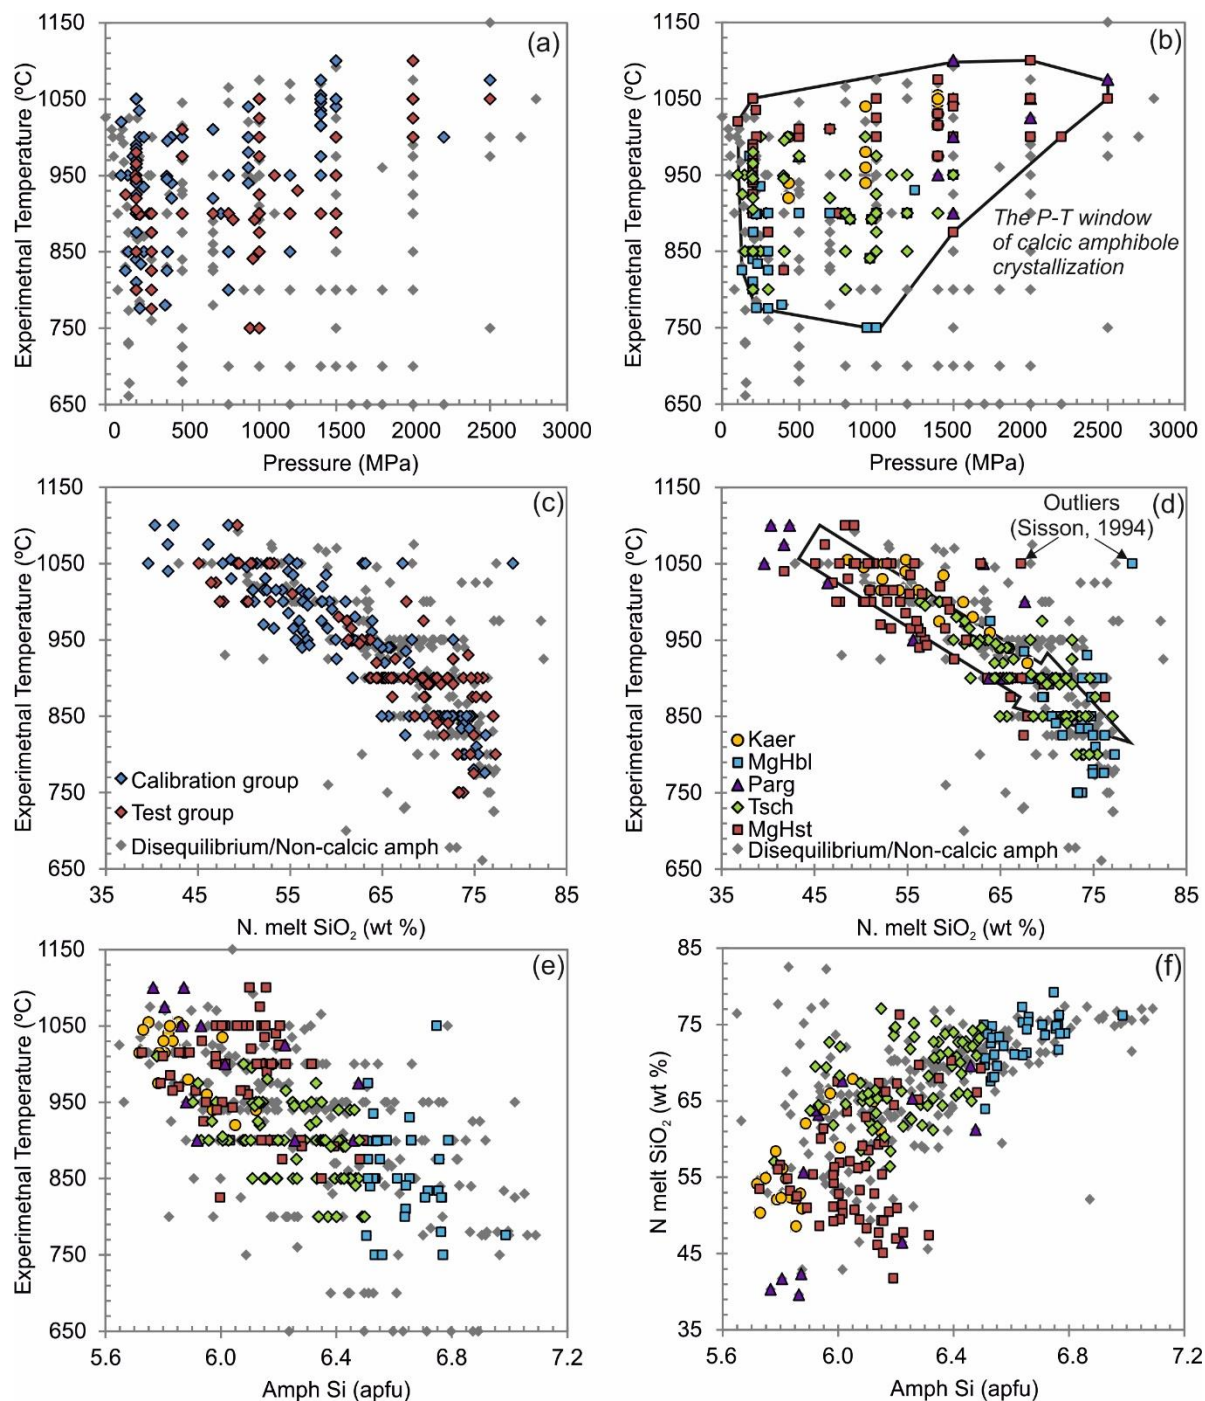 1150
1050
950
850
750
650
Experimetnal Temperature (ºC)
(a)
0 500 1000 1500 2000 2500 3000
Pressure (MPa)
1150
1050
950
850
750
650
Experimetnal Temperature (ºC)
(b)
The P-T window
of calcic amphibole
crystallization
0 500 1000 1500 2000 2500 3000
Pressure (MPa)
1150
1050
950
850
750
650
Experimetnal Temperature (ºC)
(c)
Calibration group
Test group
Disequilibrium/Non-calcic amph
35 45 55 65 75 85
N. melt SiO₂ (wt %)
1150
1050
950
850
750
650
Experimetnal Temperature (ºC)
(d)
Outliers
(Sisson, 1994)
Kaer
MgHbl
Parg
Tsch
MgHst
Disequilibrium/Non-calcic amph
35 45 55 65 75 85
N. melt SiO₂ (wt %)
1150
1050
950
850
750
650
Experimetnal Temperature (ºC)
(e)
5.6 6.0 6.4 6.8 7.2
Amph Si (apfu)
85
75
65
55
45
35
N melt SiO₂ (wt %)
(f)
5.6 6.0 6.4 6.8 7.2
Amph Si (apfu)